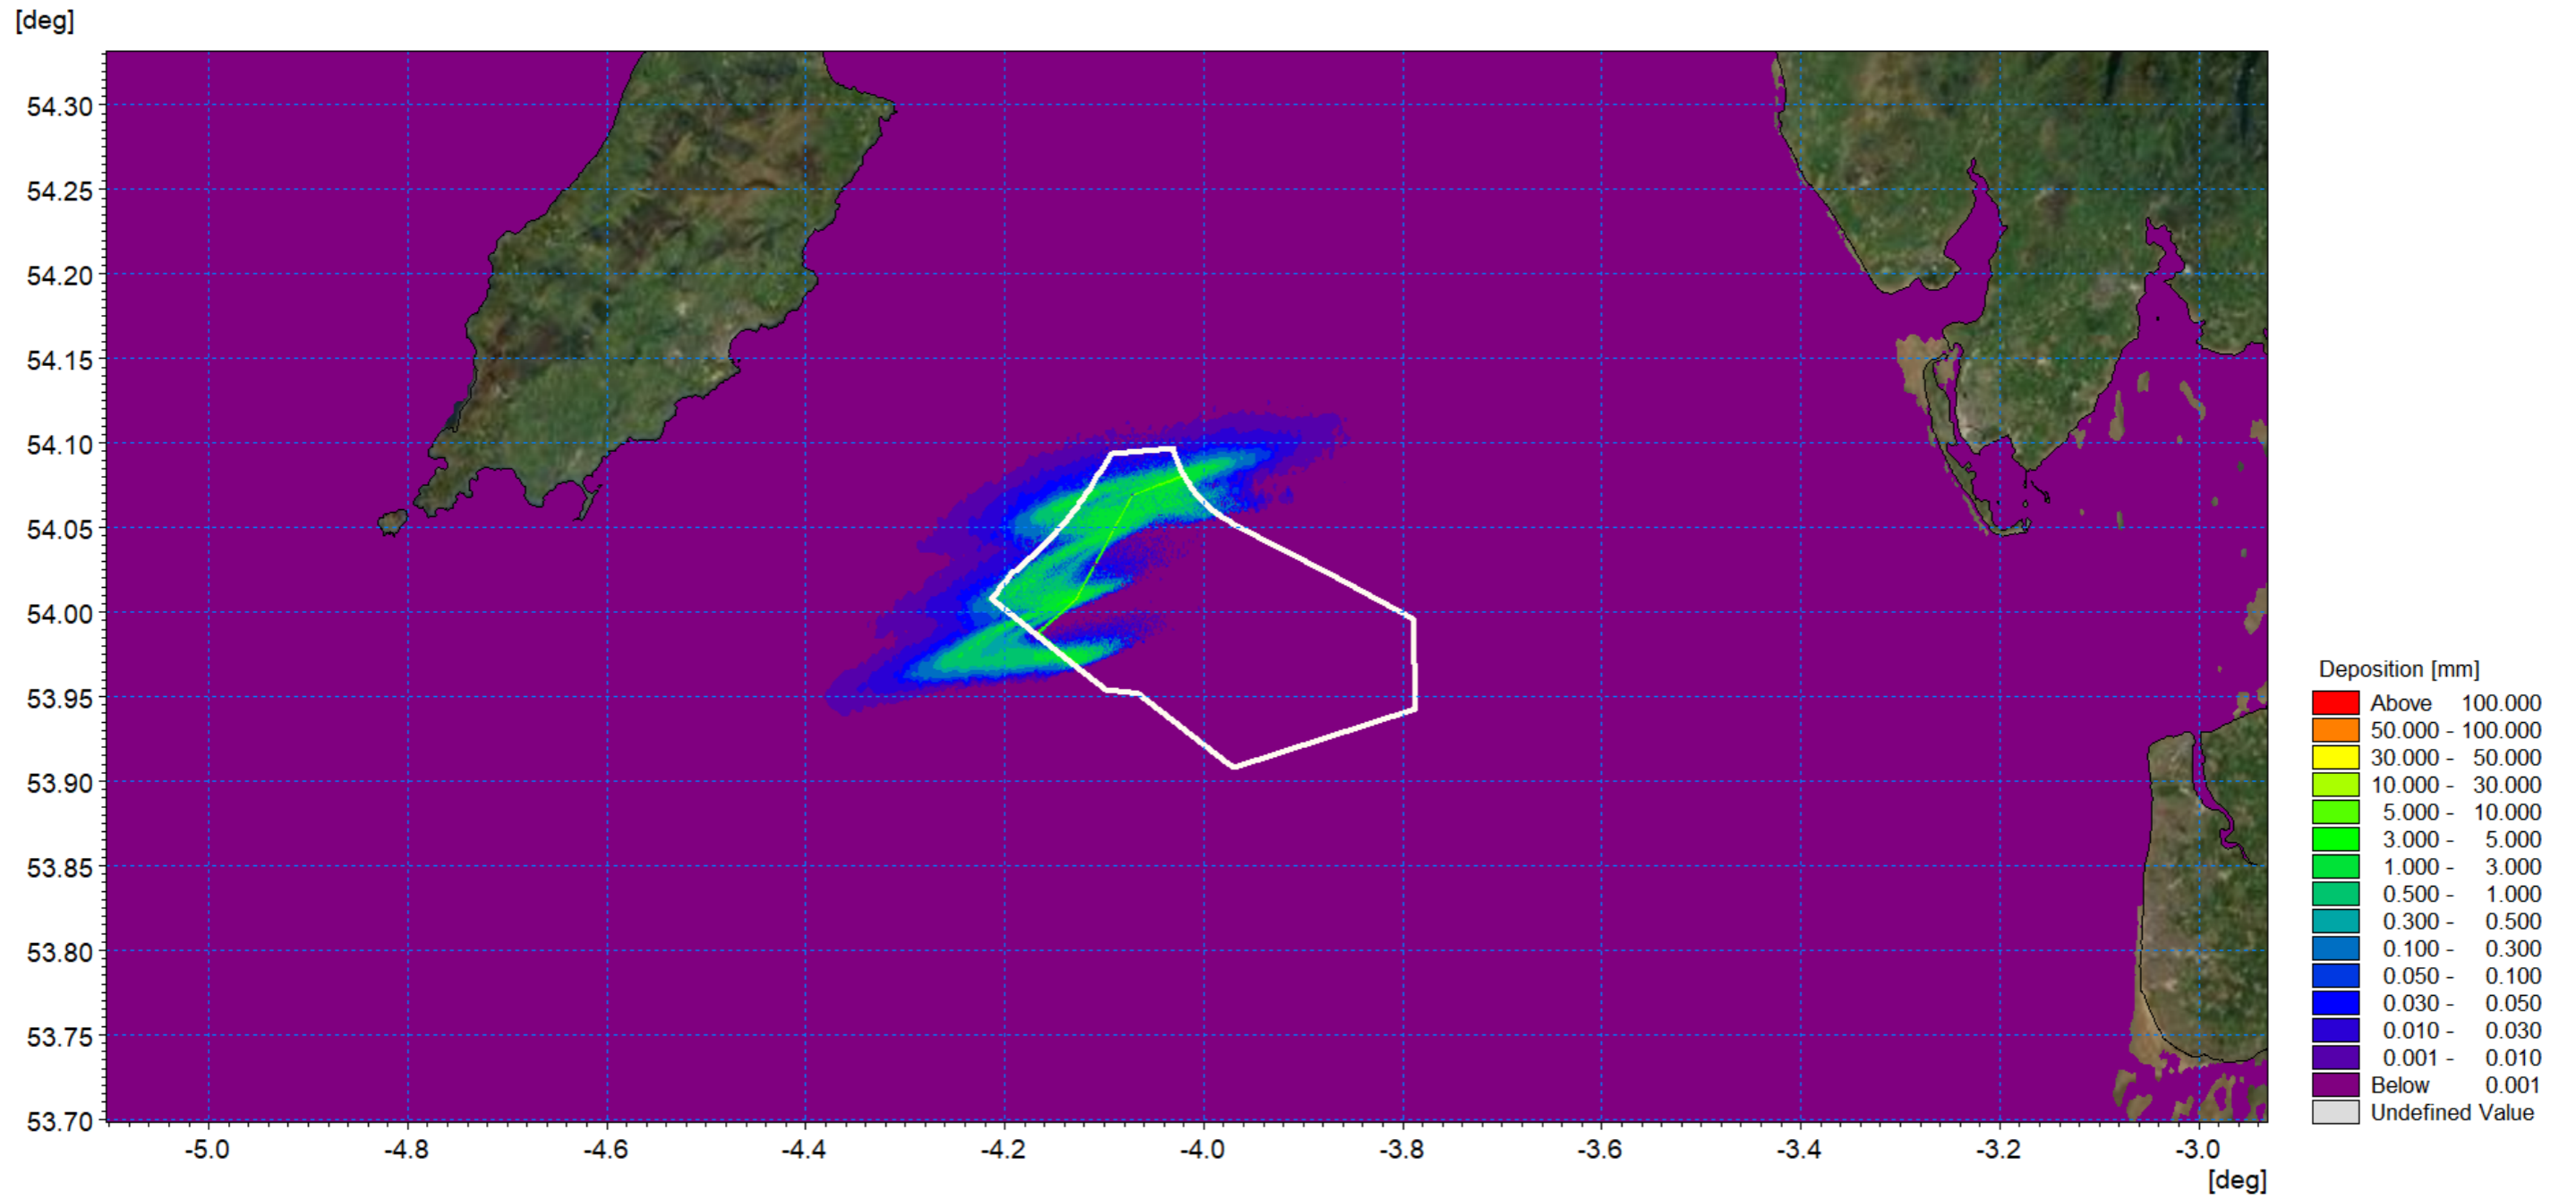 [deg]
54.30
54.25
54.20
54.15
54.10
54.05
54.00
53.95
53.90
53.85
53.80
53.75
53.70
-5.0 -4.8 -4.6 -4.4 -4.2 -4.0 -3.8 -3.6 -3.4 -3.2 -3.0
[deg]
Deposition [mm]
Above 100.000
50.000 - 100.000
30.000 - 50.000
10.000 - 30.000
5.000 - 10.000
3.000 - 5.000
1.000 - 3.000
0.500 - 1.000
0.300 - 0.500
0.100 - 0.300
0.050 - 0.100
0.030 - 0.050
0.010 - 0.030
0.001 - 0.010
Below 0.001
Undefined Value